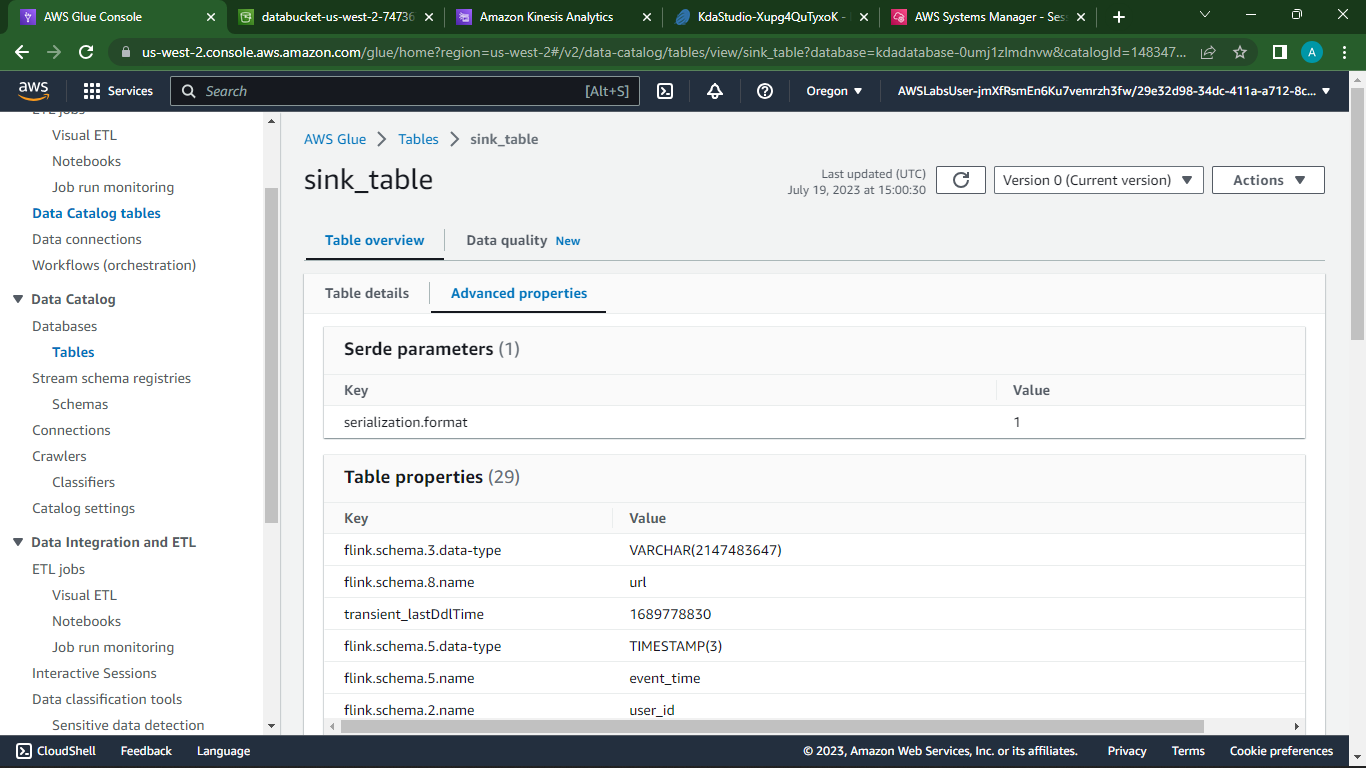 AWS Glue Console
databucket-us-west-2-74736
Amazon Kinesis Analytics
KdaStudio-Xupg4QuTyxoK -
AWS Systems Manager - Ses
us-west-2.console.aws.amazon.com/glue/home?region=us-west-2#/v2/data-catalog/tables/view/sink_table?database=kdadatabase-0umj1zlmdnvw&catalogId=148347...
A
aws
Services
Search
[Alt+S]
Oregon
AWSLabsUser-jmXfRsmEn6Ku7vemrzh3fw/29e32d98-34dc-411a-a712-8c...
ETL jobs
Visual ETL
Notebooks
Job run monitoring
Data Catalog tables
Data connections
Workflows (orchestration)
Data Catalog
Databases
Tables
Stream schema registries
Schemas
Connections
Crawlers
Classifiers
Catalog settings
Data Integration and ETL
ETL jobs
Visual ETL
Notebooks
Job run monitoring
Interactive Sessions
Data classification tools
Sensitive data detection
AWS Glue > Tables > sink_table
sink_table
Last updated (UTC)
July 19, 2023 at 15:00:30
Version 0 (Current version)
Actions
Table overview
Data quality New
Table details
Advanced properties
Serde parameters (1)
Key Value
serialization.format 1
Table properties (29)
Key Value
flink.schema.3.data-type VARCHAR(2147483647)
flink.schema.8.name url
transient_lastDdlTime 1689778830
flink.schema.5.data-type TIMESTAMP(3)
flink.schema.5.name event_time
flink.schema.2.name user_id
CloudShell Feedback Language
© 2023, Amazon Web Services, Inc. or its affiliates. Privacy Terms Cookie preferences